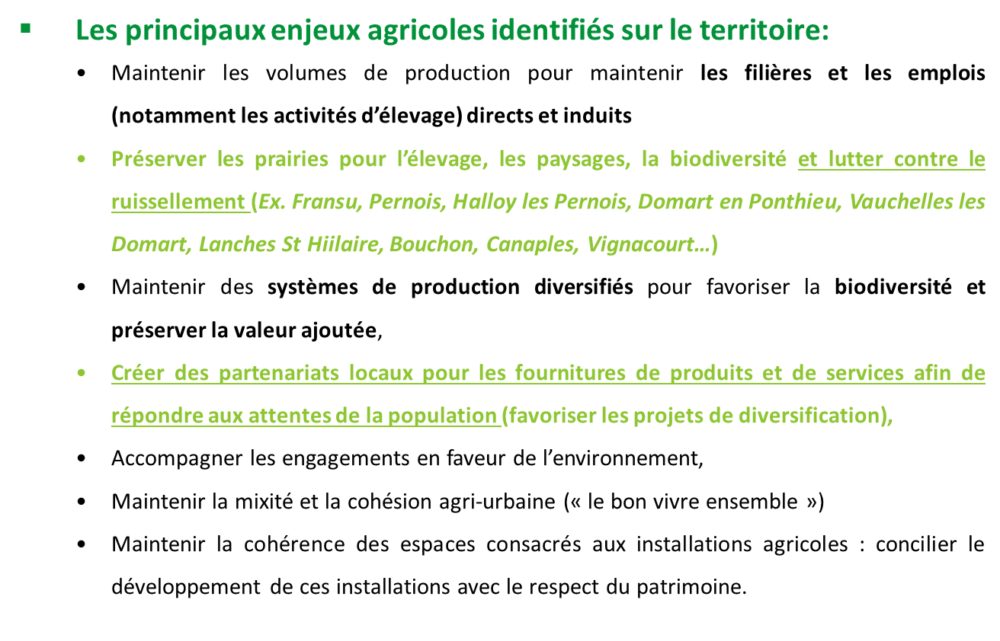 ▪ Les principaux enjeux agricoles identifiés sur le territoire:
• Maintenir les volumes de production pour maintenir les filières et les emplois
(notamment les activités d’élevage) directs et induits
• Préserver les prairies pour l’élevage, les paysages, la biodiversité et lutter contre le
ruissellement (Ex. Fransu, Pernois, Halloy les Pernois, Domart en Ponthieu, Vauchelles les
Domart, Lanches St Hiilaire, Bouchon, Canaples, Vignacourt…)
• Maintenir des systèmes de production diversifiés pour favoriser la biodiversité et
préserver la valeur ajoutée,
• Créer des partenariats locaux pour les fournitures de produits et de services afin de
répondre aux attentes de la population (favoriser les projets de diversification),
• Accompagner les engagements en faveur de l’environnement,
• Maintenir la mixité et la cohésion agri-urbaine (« le bon vivre ensemble »)
• Maintenir la cohérence des espaces consacrés aux installations agricoles : concilier le
développement de ces installations avec le respect du patrimoine.